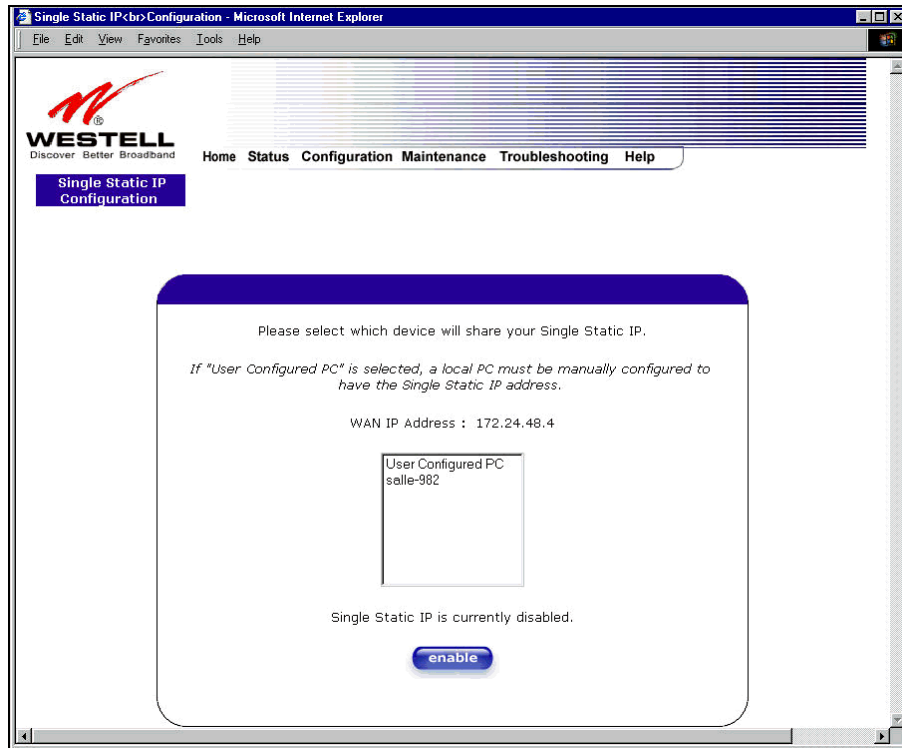 Single Static IP<br>Configuration - Microsoft Internet Explorer
File Edit View Favorites Tools Help
WESTELL
®
Discover Better Broadband
Home Status Configuration Maintenance Troubleshooting Help
Single Static IP
Configuration
Please select which device will share your Single Static IP.
If "User Configured PC" is selected, a local PC must be manually configured to
have the Single Static IP address.
WAN IP Address : 172.24.48.4
User Configured PC
salle-982
Single Static IP is currently disabled.
enable